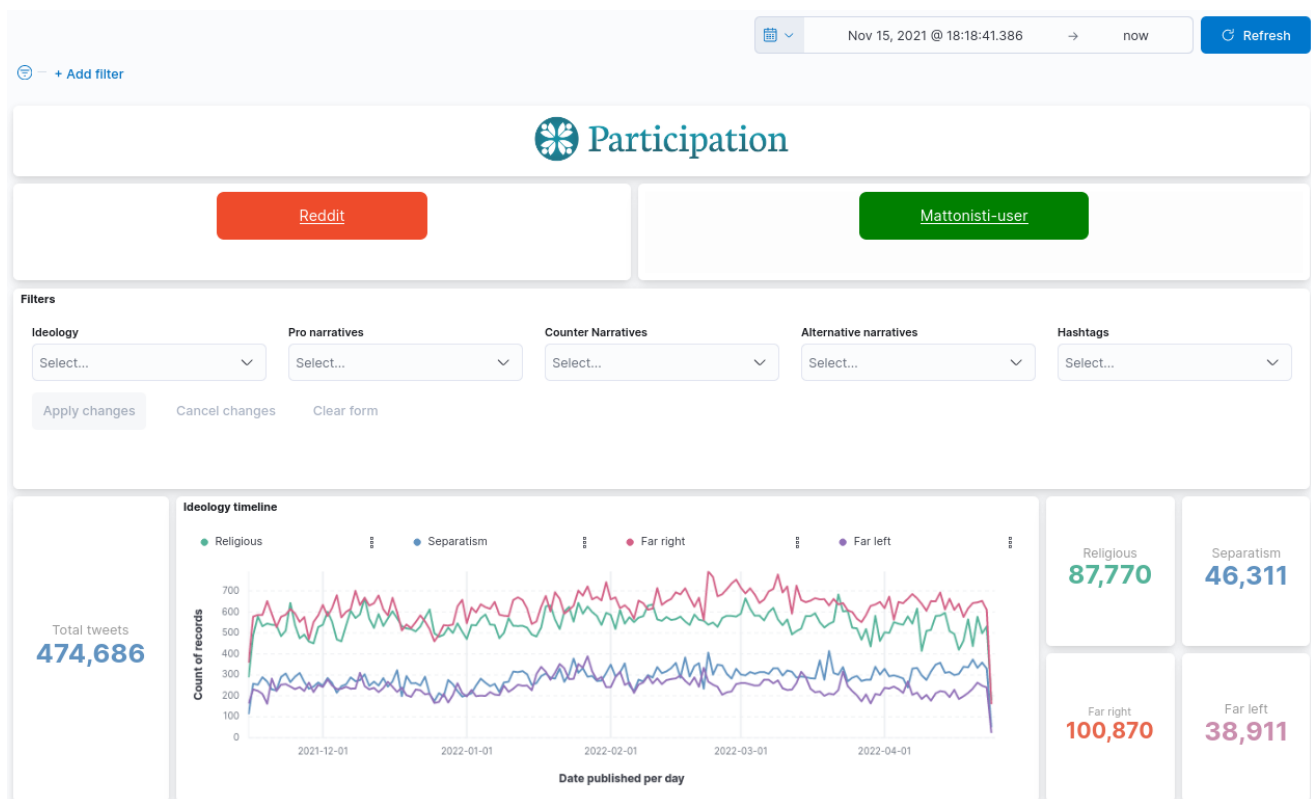 Nov 15, 2021 @ 18:18:41.386 → now Refresh
+ Add filter
Participation
Reddit Mattonisti-user
Filters
Ideology Pro narratives Counter Narratives Alternative narratives Hashtags
Select... Select... Select... Select... Select...
Apply changes Cancel changes Clear form
Ideology timeline
Religious Separatism Far right Far left
Total tweets
474,686
Count of records
700
600
500
400
300
200
100
0
2021-12-01 2022-01-01 2022-02-01 2022-03-01 2022-04-01
Date published per day
Religious
87,770
Separatism
46,311
Far right
100,870
Far left
38,911